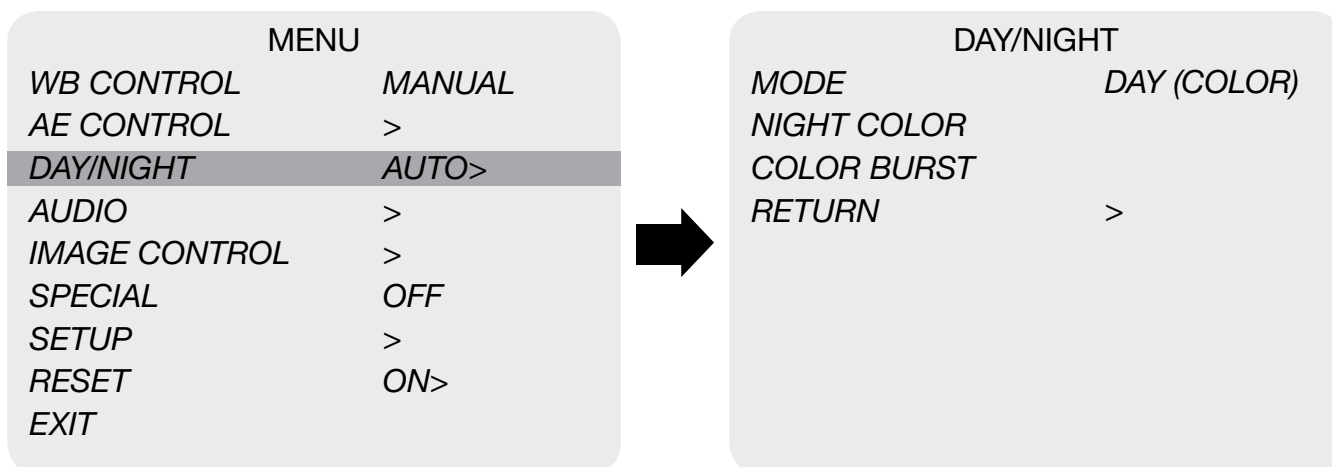 MENU
WB CONTROL MANUAL
AE CONTROL >
DAY/NIGHT AUTO>
AUDIO >
IMAGE CONTROL >
SPECIAL OFF
SETUP >
RESET ON>
EXIT
DAY/NIGHT
MODE DAY (COLOR)
NIGHT COLOR
COLOR BURST
RETURN >